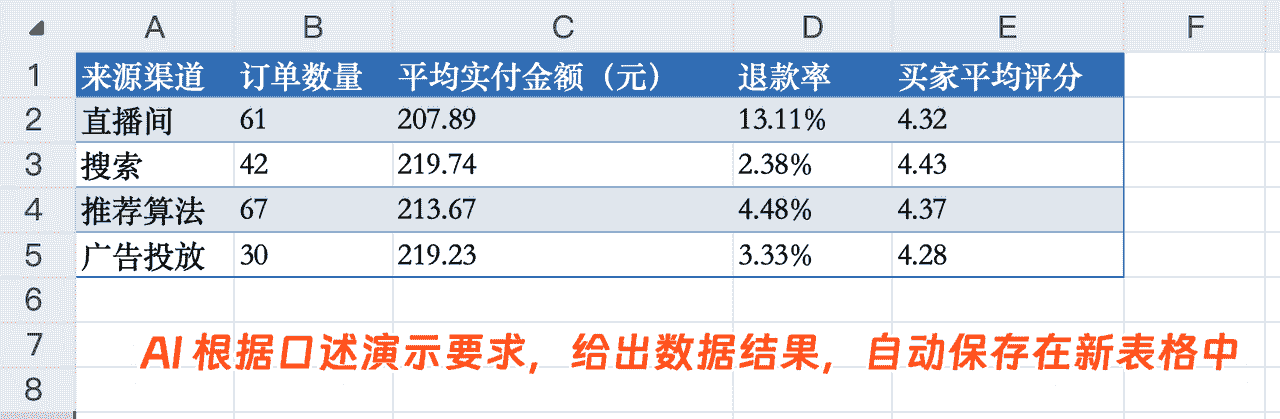 A B C D E F
1 来源渠道 订单数量 平均实付金额（元） 退款率 买家平均评分
2 直播间 61 207.89 13.11% 4.32
3 搜索 42 219.74 2.38% 4.43
4 推荐算法 67 213.67 4.48% 4.37
5 广告投放 30 219.23 3.33% 4.28
6
7 AI 根据口述演示要求，给出数据结果，自动保存在新表格中
8